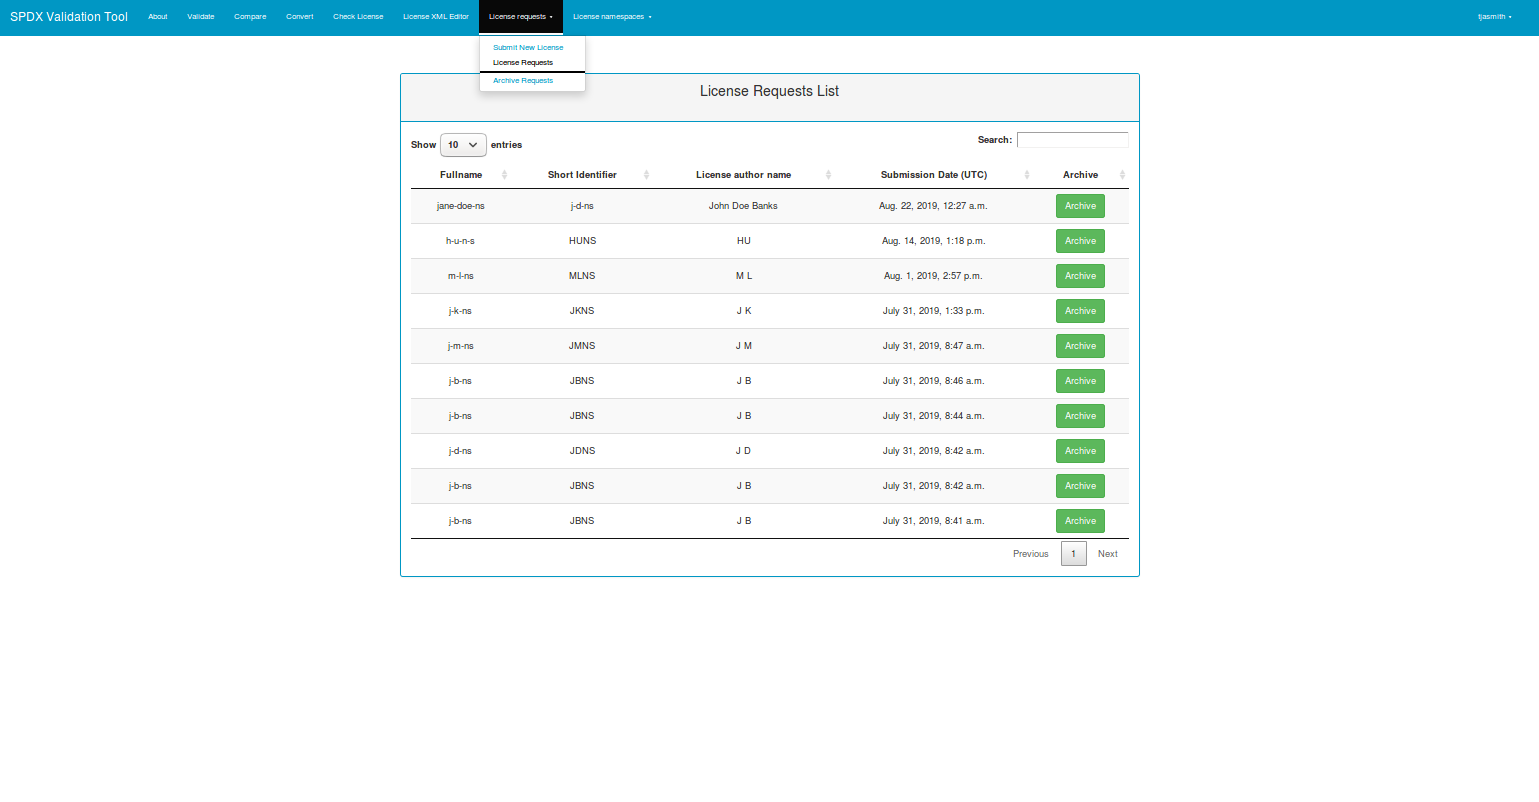 SPDX Validation Tool About Validate Compare Convert Check License License XML Editor License requests License namespaces tjasmith
Submit New License
License Requests
Archive Requests
License Requests List
Show 10 entries Search:
Fullname Short Identifier License author name Submission Date (UTC) Archive
jane-doe-ns j-d-ns John Doe Banks Aug. 22, 2019, 12:27 a.m. Archive
h-u-n-s HUNS HU Aug. 14, 2019, 1:18 p.m. Archive
m-l-ns MLNS M L Aug. 1, 2019, 2:57 p.m. Archive
j-k-ns JKNS J K July 31, 2019, 1:33 p.m. Archive
j-m-ns JMNS J M July 31, 2019, 8:47 a.m. Archive
j-b-ns JBNS J B July 31, 2019, 8:46 a.m. Archive
j-b-ns JBNS J B July 31, 2019, 8:44 a.m. Archive
j-d-ns JDNS J D July 31, 2019, 8:42 a.m. Archive
j-b-ns JBNS J B July 31, 2019, 8:42 a.m. Archive
j-b-ns JBNS J B July 31, 2019, 8:41 a.m. Archive
Previous 1 Next